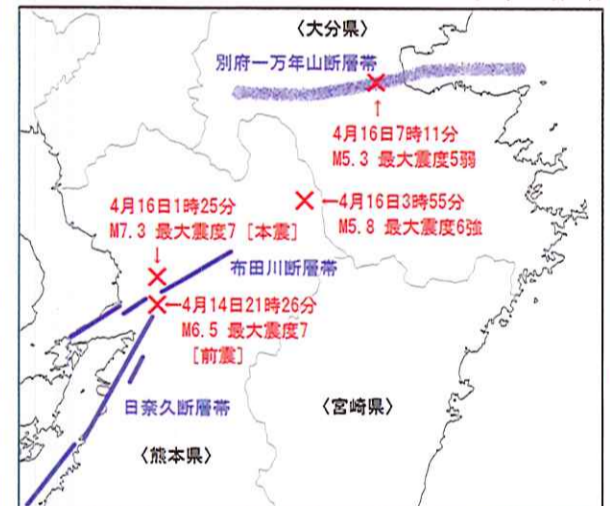 〈大分県〉
別府一万年山断層帯
↑
4月16日7時11分
M5.3 最大震度5弱
←4月16日3時55分
M5.8 最大震度6強
4月16日1時25分
M7.3 最大震度7 [本震]
↓
布田川断層帯
←4月14日21時26分
M6.5 最大震度7
[前震]
日奈久断層帯
〈宮崎県〉
〈熊本県〉